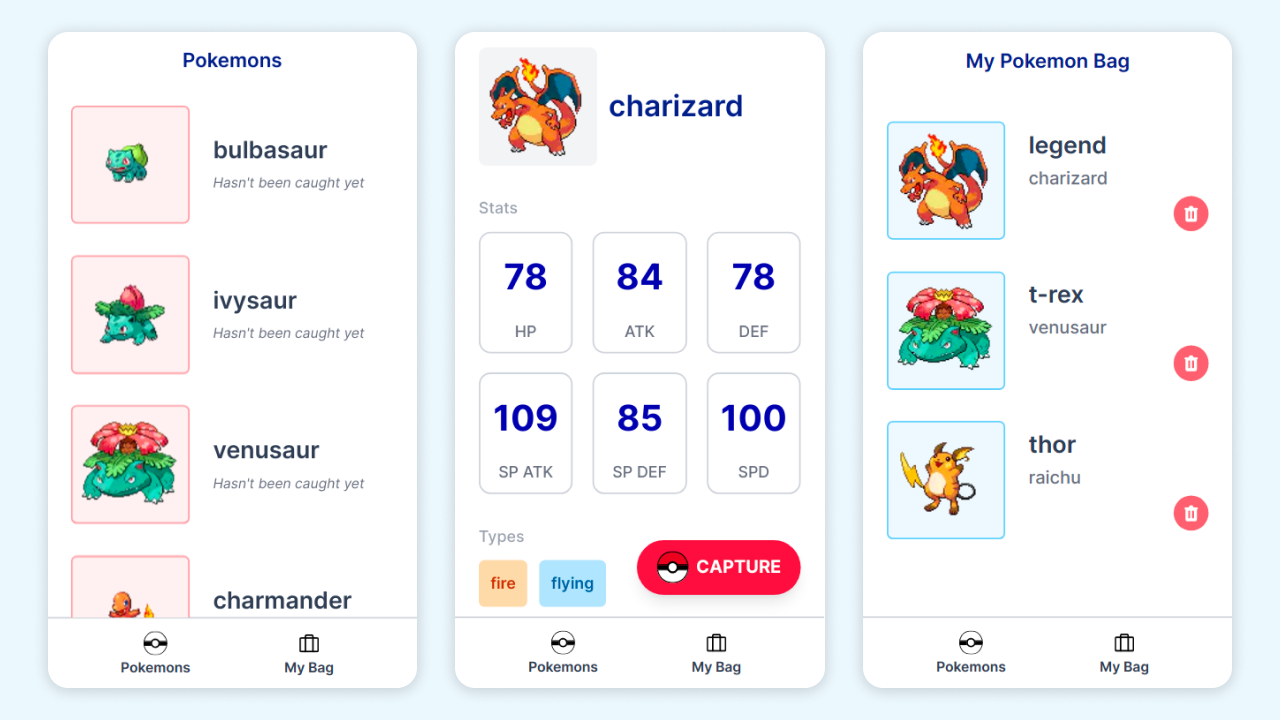 Pokemons
bulbasaur
Hasn't been caught yet
ivysaur
Hasn't been caught yet
venusaur
Hasn't been caught yet
charmander
Pokemons
My Bag
charizard
Stats
78
84
78
HP
ATK
DEF
109
85
100
SP ATK
SP DEF
SPD
Types
fire
flying
CAPTURE
Pokemons
My Bag
My Pokemon Bag
legend
charizard
t-rex
venusaur
thor
raichu
Pokemons
My Bag